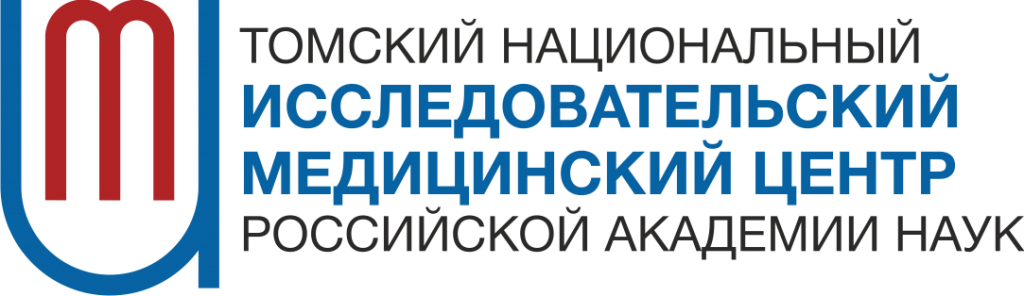 ТОМСКИЙ НАЦИОНАЛЬНЫЙ
ИССЛЕДОВАТЕЛЬСКИЙ
МЕДИЦИНСКИЙ ЦЕНТР
РОССИЙСКОЙ АКАДЕМИИ НАУК